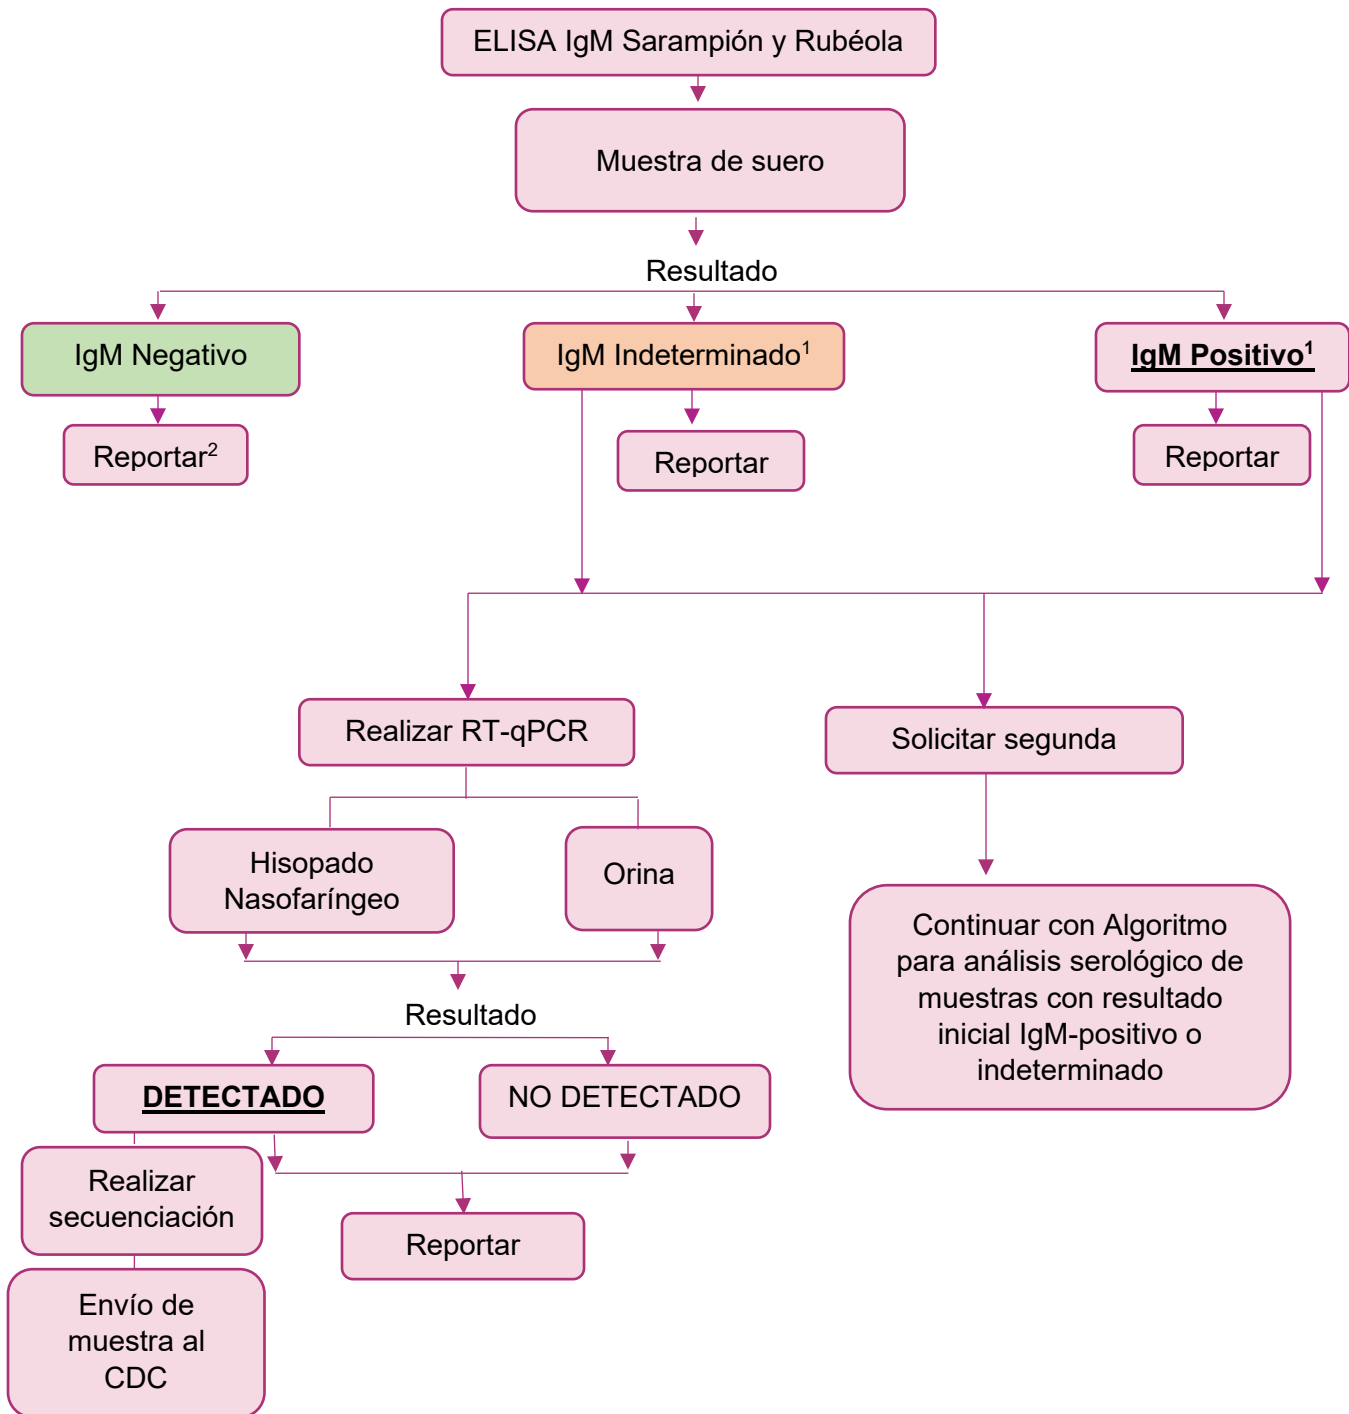 ELISA IgM Sarampión y Rubéola
Muestra de suero
Resultado
IgM Negativo
IgM Indeterminado¹
IgM Positivo¹
Reportar²
Reportar
Reportar
Realizar RT-qPCR
Solicitar segunda
Hisopado
Nasofaríngeo
Orina
Continuar con Algoritmo
para análisis serológico de
muestras con resultado
inicial IgM-positivo o
indeterminado
Resultado
DETECTADO
NO DETECTADO
Realizar
secuenciación
Reportar
Envío de
muestra al
CDC